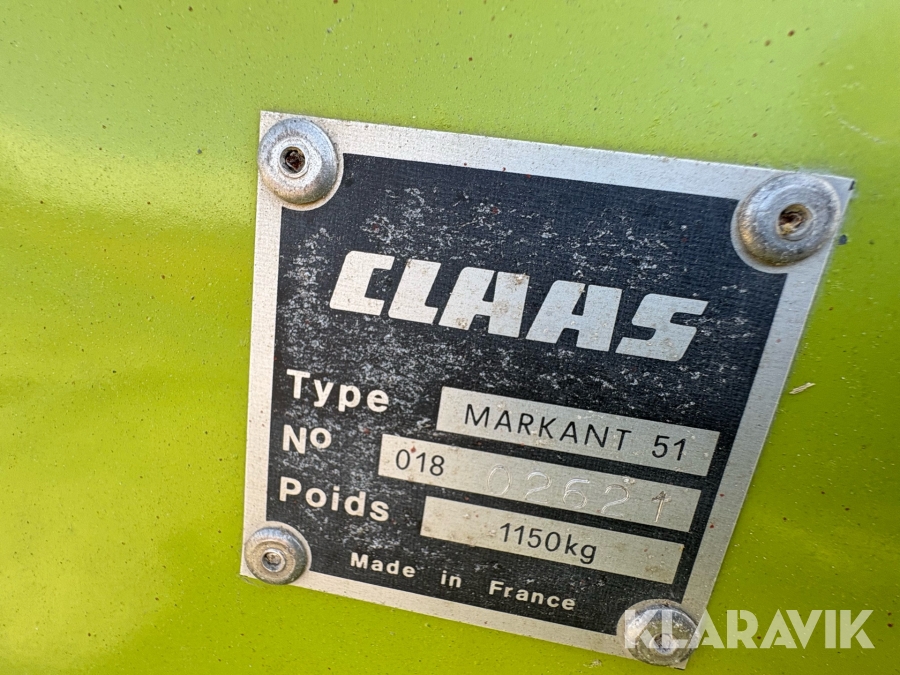 CLAAS
Type MARKANT 51
Nº 018 02621
Poids 1150kg
Made in France
KLARAVIK